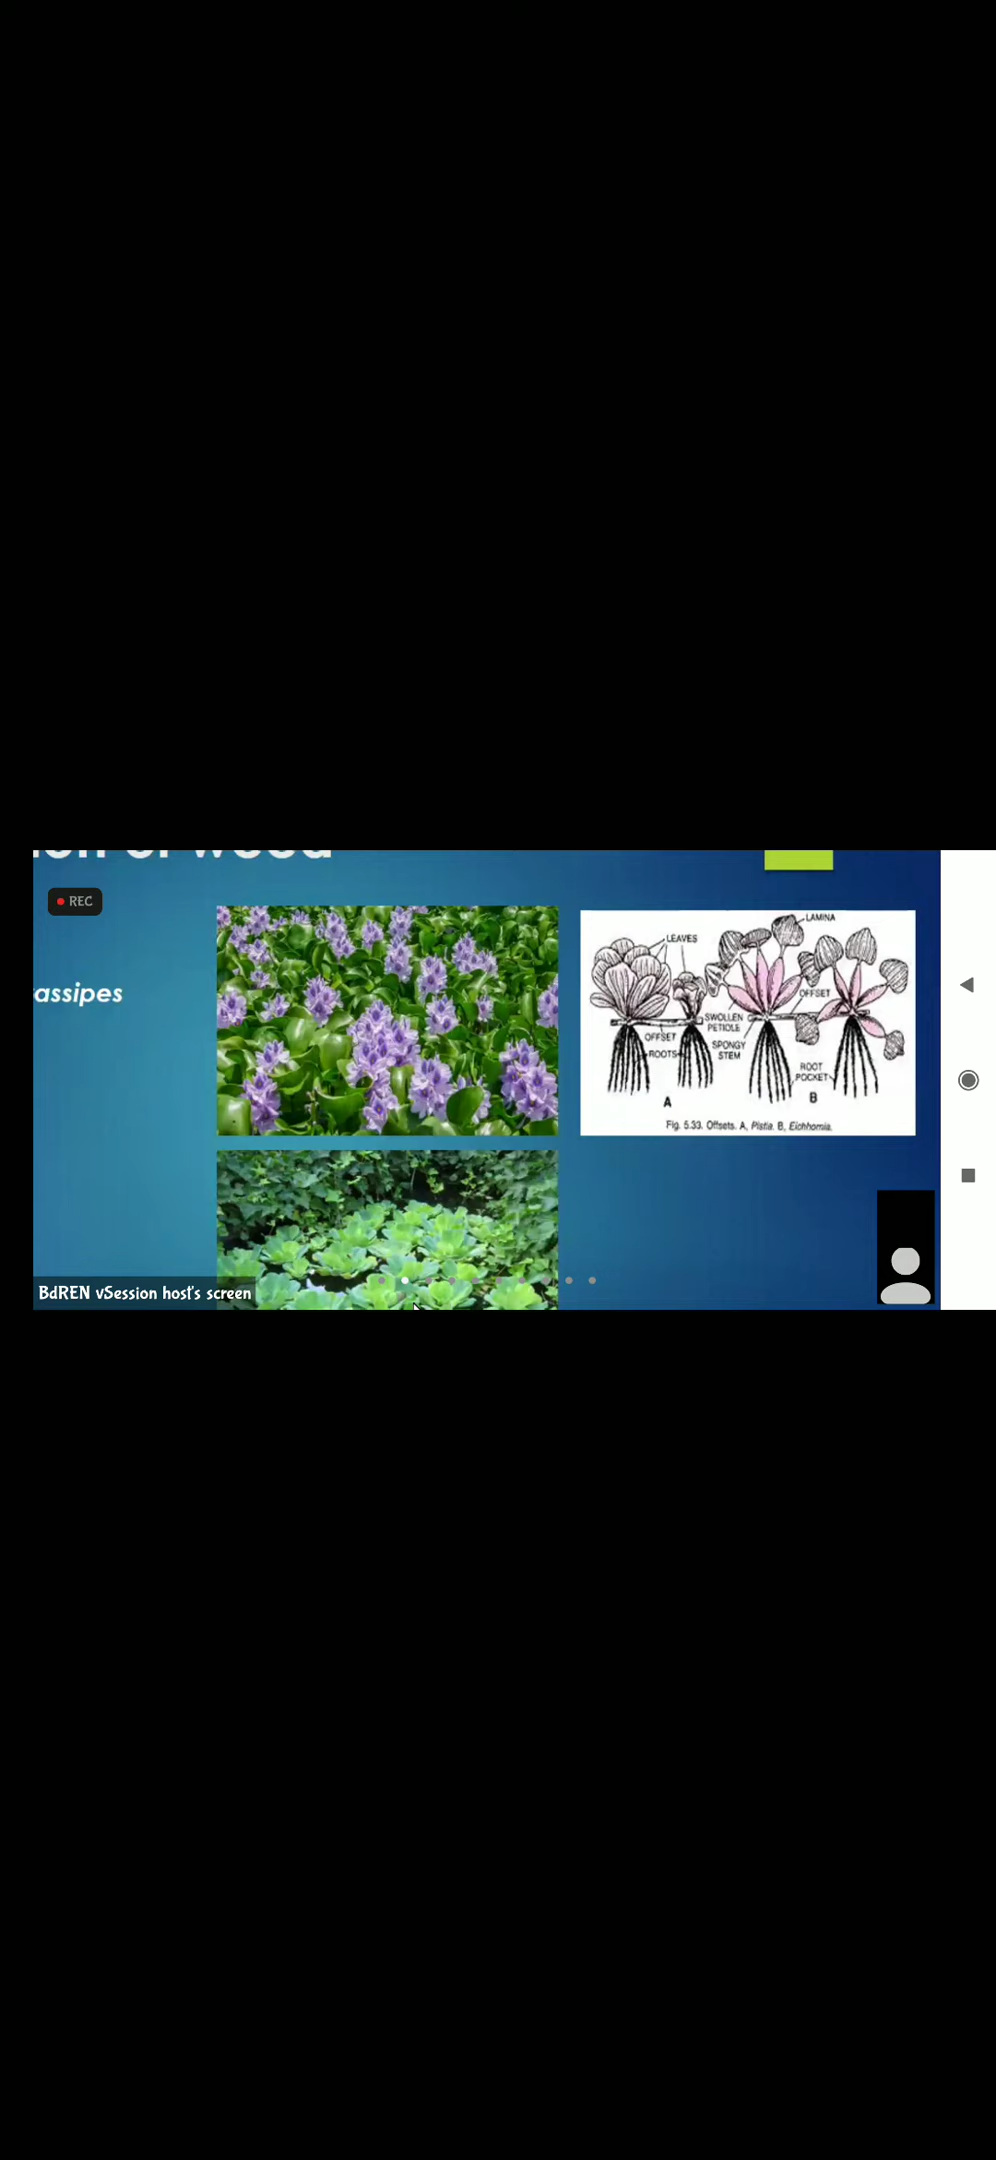 REC
assipes
LAMINA
LEAVES
OFFSET
SWOLLEN
PETIOLE
OFFSET
SPONGY
STEM
ROOTS
ROOT
POCKET
A
B
Fig. 5.33. Offsets. A, Pistia. B, Eichhornia.
BdREN vSession host's screen